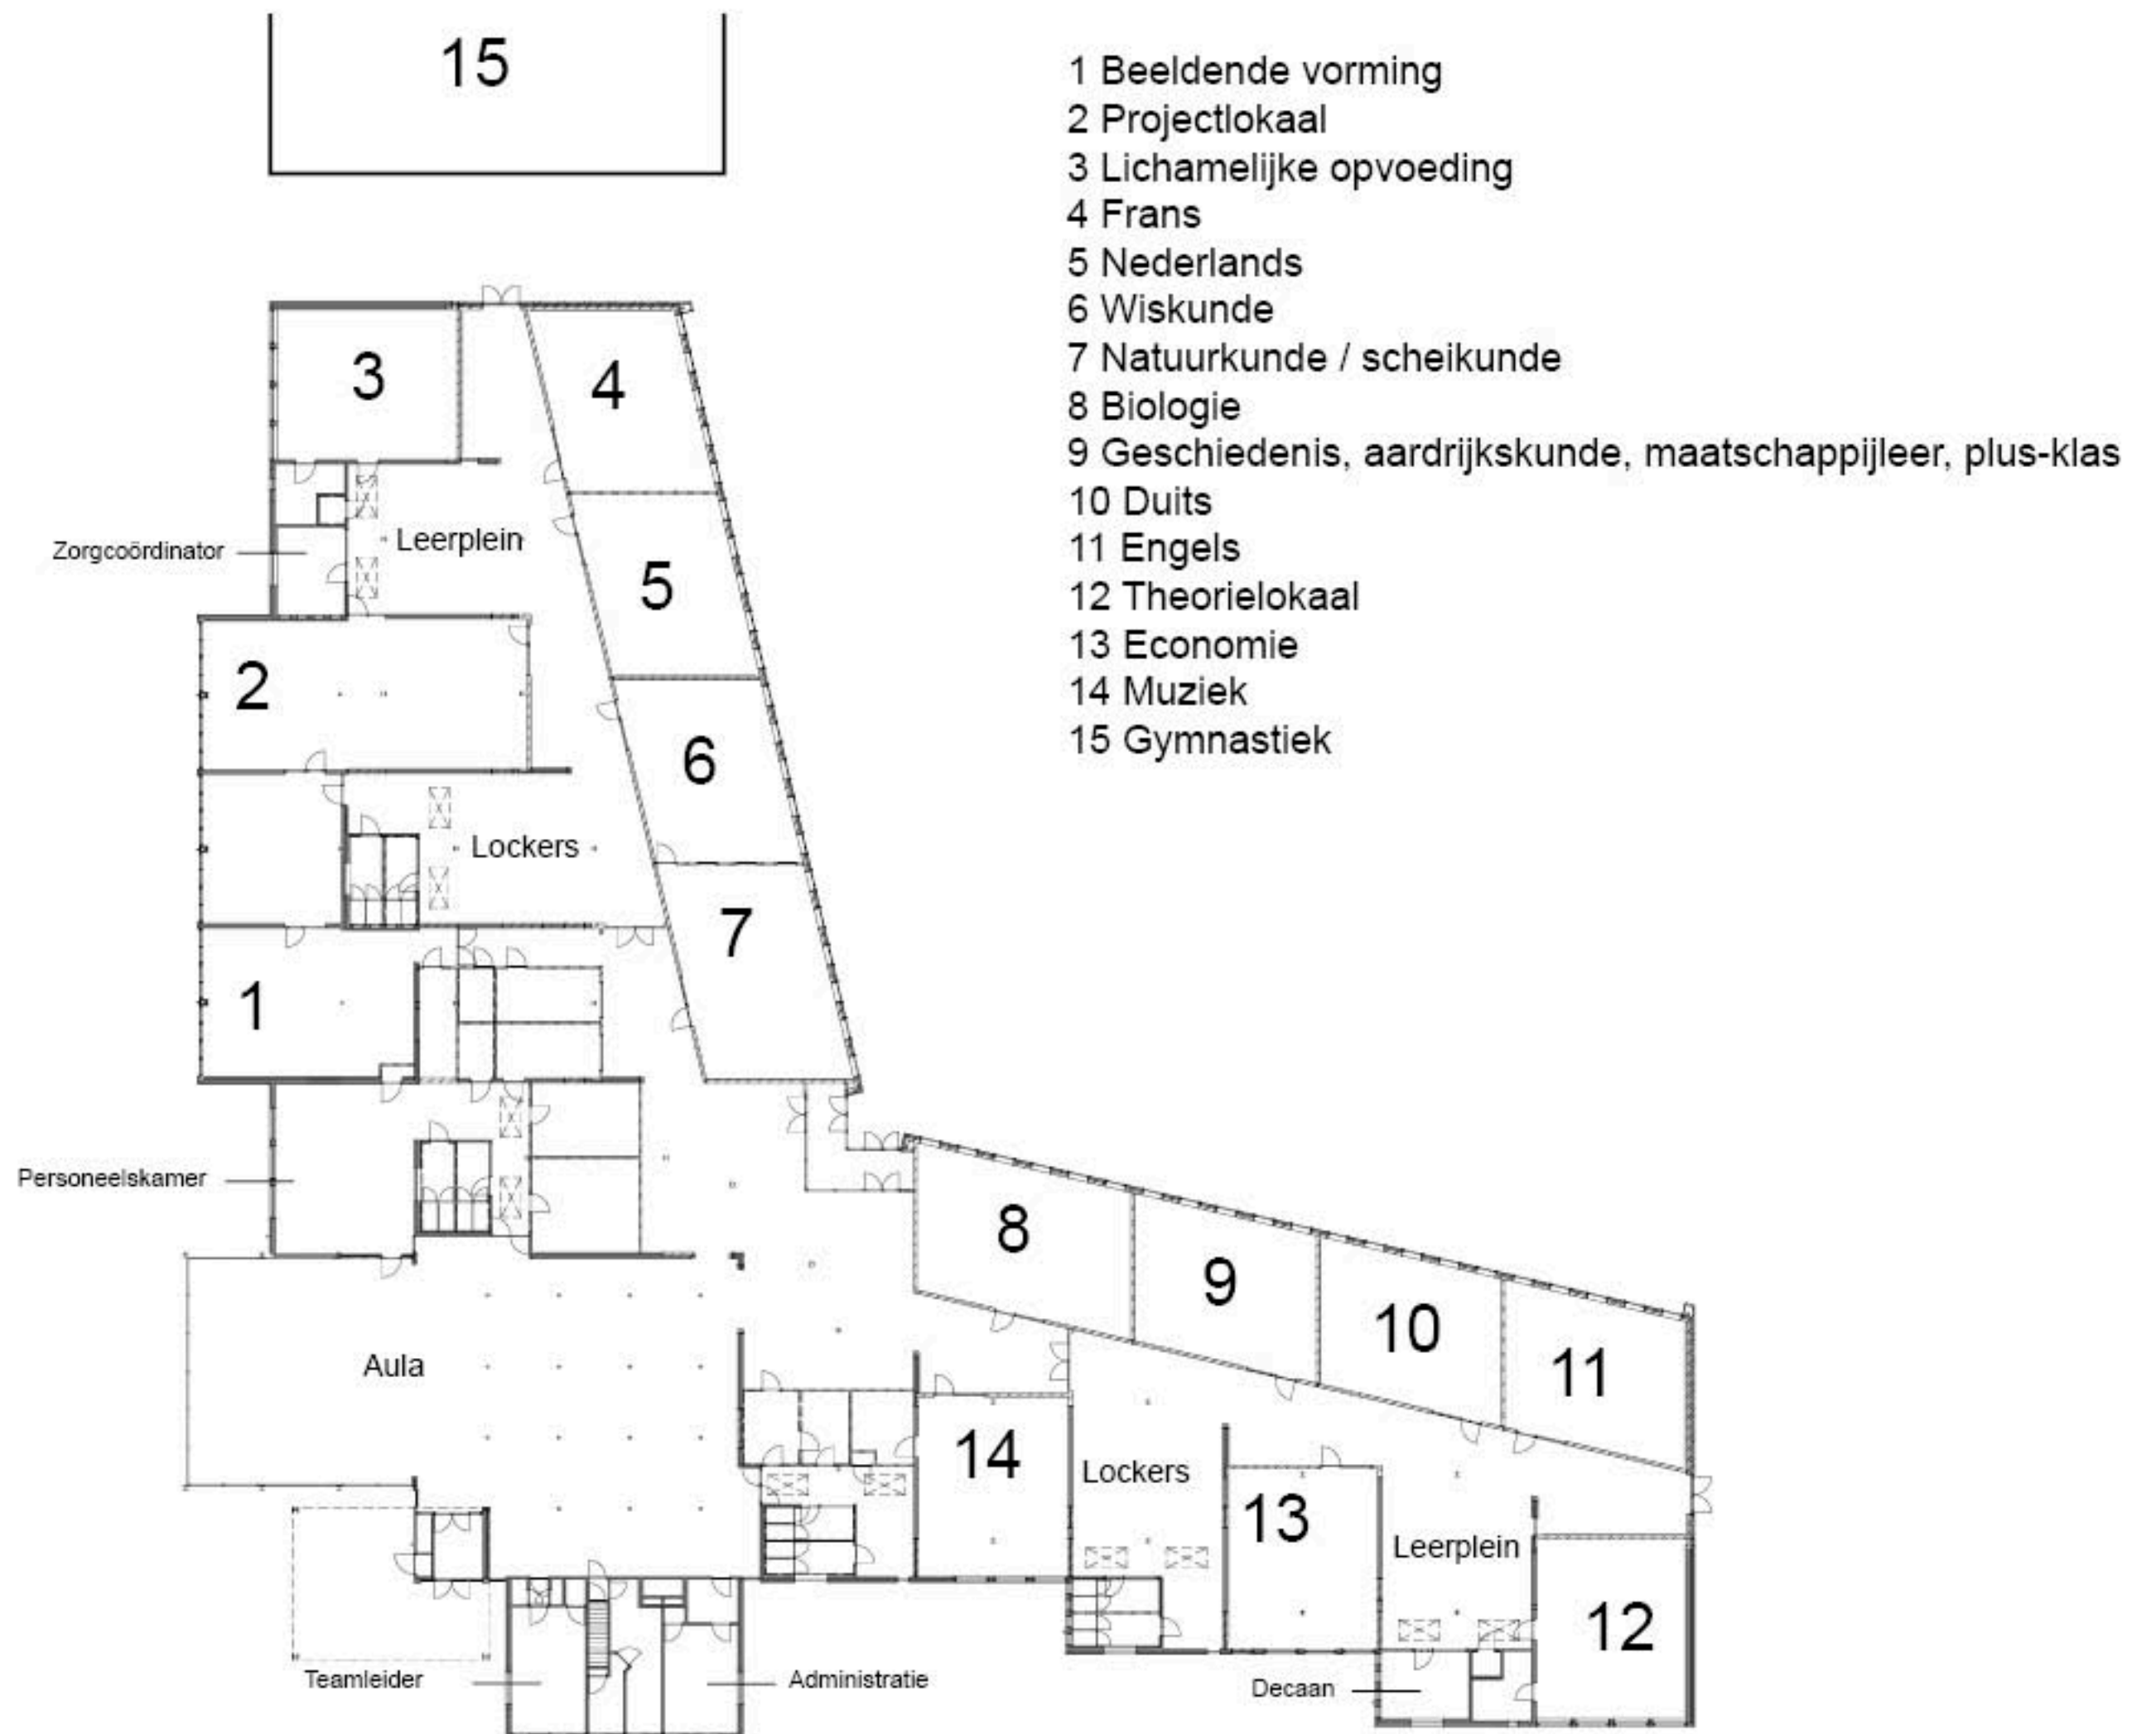 15
1 Beeldende vorming
2 Projectlokaal
3 Lichamelijke opvoeding
4 Frans
5 Nederlands
6 Wiskunde
7 Natuurkunde / scheikunde
8 Biologie
9 Geschiedenis, aardrijkskunde, maatschappijleer, plus-klas
10 Duits
11 Engels
12 Theorielokaal
13 Economie
14 Muziek
15 Gymnastiek
3
4
Zorgcoördinator
Leerplein
5
2
6
Lockers
7
1
Personeelskamer
8
9
10
11
Aula
14
Lockers
13
Leerplein
12
Teamleider
Administratie
Decaan